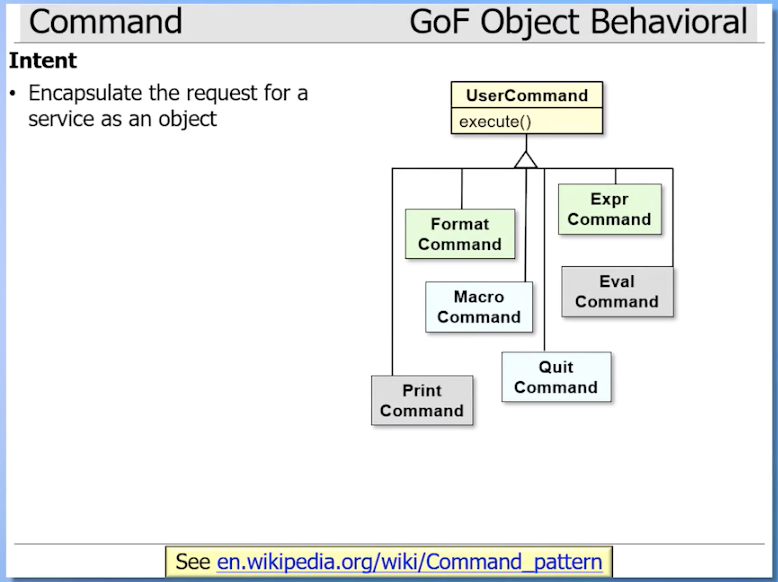 Command GoF Object Behavioral
Intent
• Encapsulate the request for a
service as an object
UserCommand
execute()
Format
Command
Expr
Command
Macro
Command
Eval
Command
Quit
Command
Print
Command
See en.wikipedia.org/wiki/Command_pattern